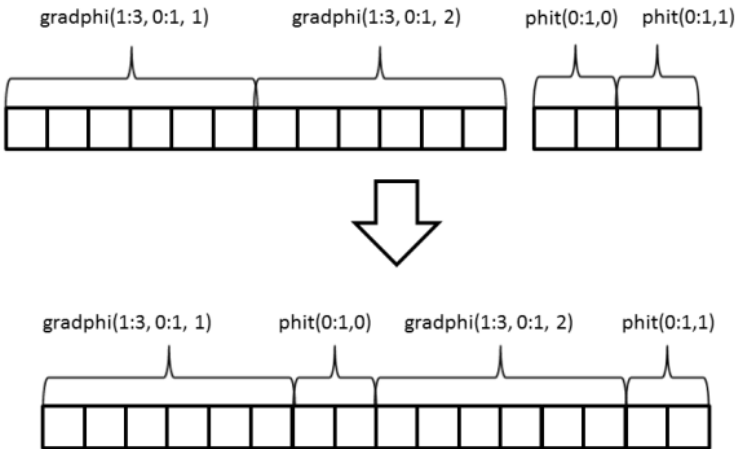 gradphi(1:3, 0:1, 1) gradphi(1:3, 0:1, 2) phit(0:1,0) phit(0:1,1)
gradphi(1:3, 0:1, 1) phit(0:1,0) gradphi(1:3, 0:1, 2) phit(0:1,1)